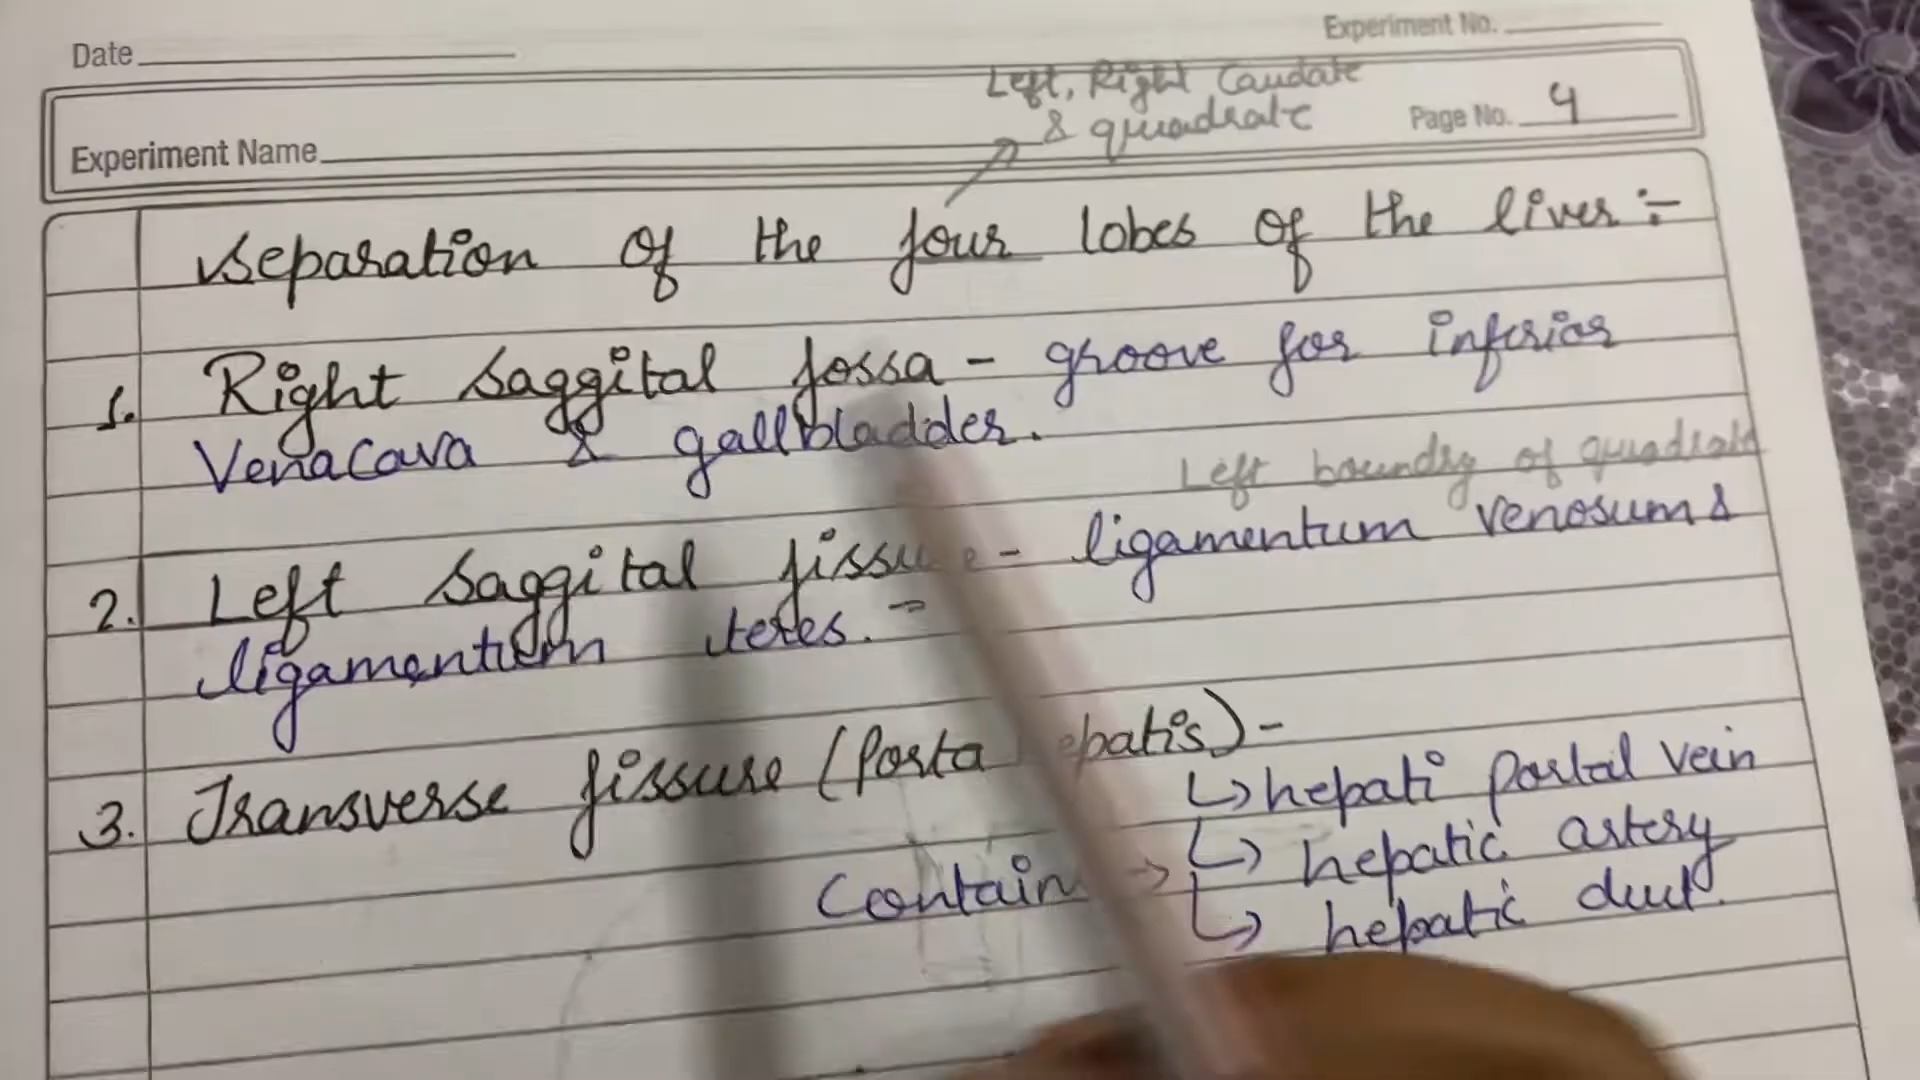 Date
Experiment No.
Left, Right Caudate
& quadrate
Page No. 4
Experiment Name
Separation of the four lobes of the liver :-
1. Right Saggital fossa - groove for inferior
Venacava & gallbladder.
Left boundry of quadrate
2. Left Saggital fissure - ligamentum venosum &
ligamentum teres. -
3. Transverse fissure (Porta hepatis) -
↳ hepati portal vein
Contain → ↳ hepatic artery
↳ hepatic duct.